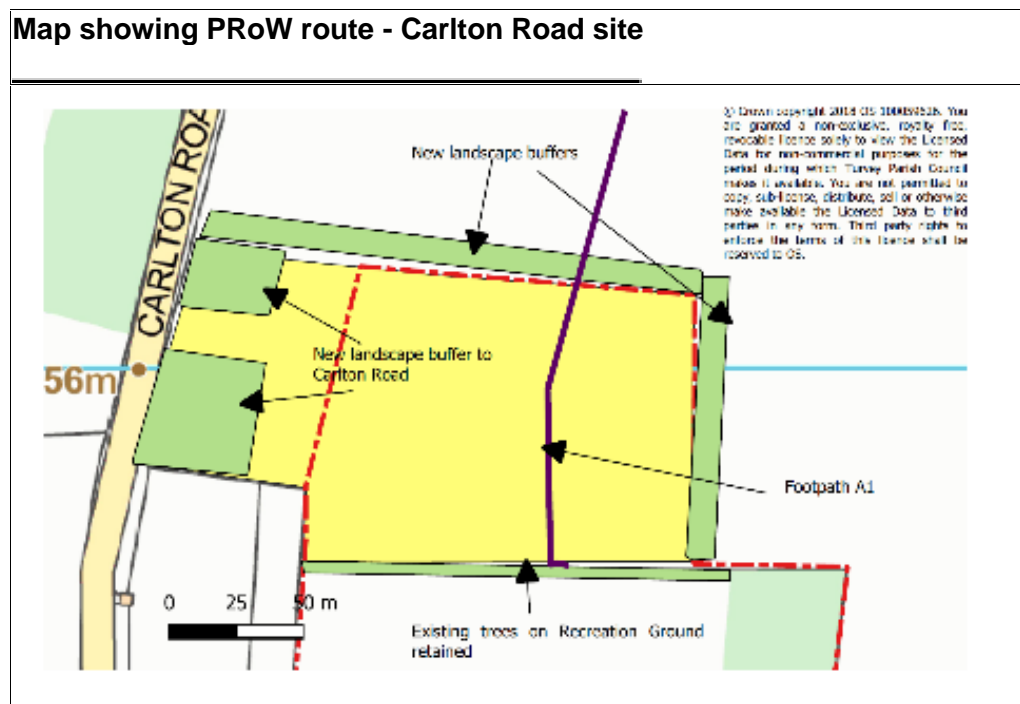 Map showing PRoW route - Carlton Road site
© Crown copyright 2018 OS 100059526. You
are granted a non-exclusive, royalty free,
revocable licence solely to view the Licensed
Data for non-commercial purposes for the
period during which Turvey Parish Council
makes it available. You are not permitted to
copy, sub-license, distribute, sell or otherwise
make available the Licensed Data to third
parties in any form. Third party rights to
enforce the terms of this licence shall be
reserved to OS.
New landscape buffers
CARLTON ROA
New landscape buffer to
Carlton Road
56m
Footpath A1
0 25 50 m
Existing trees on Recreation Ground
retained